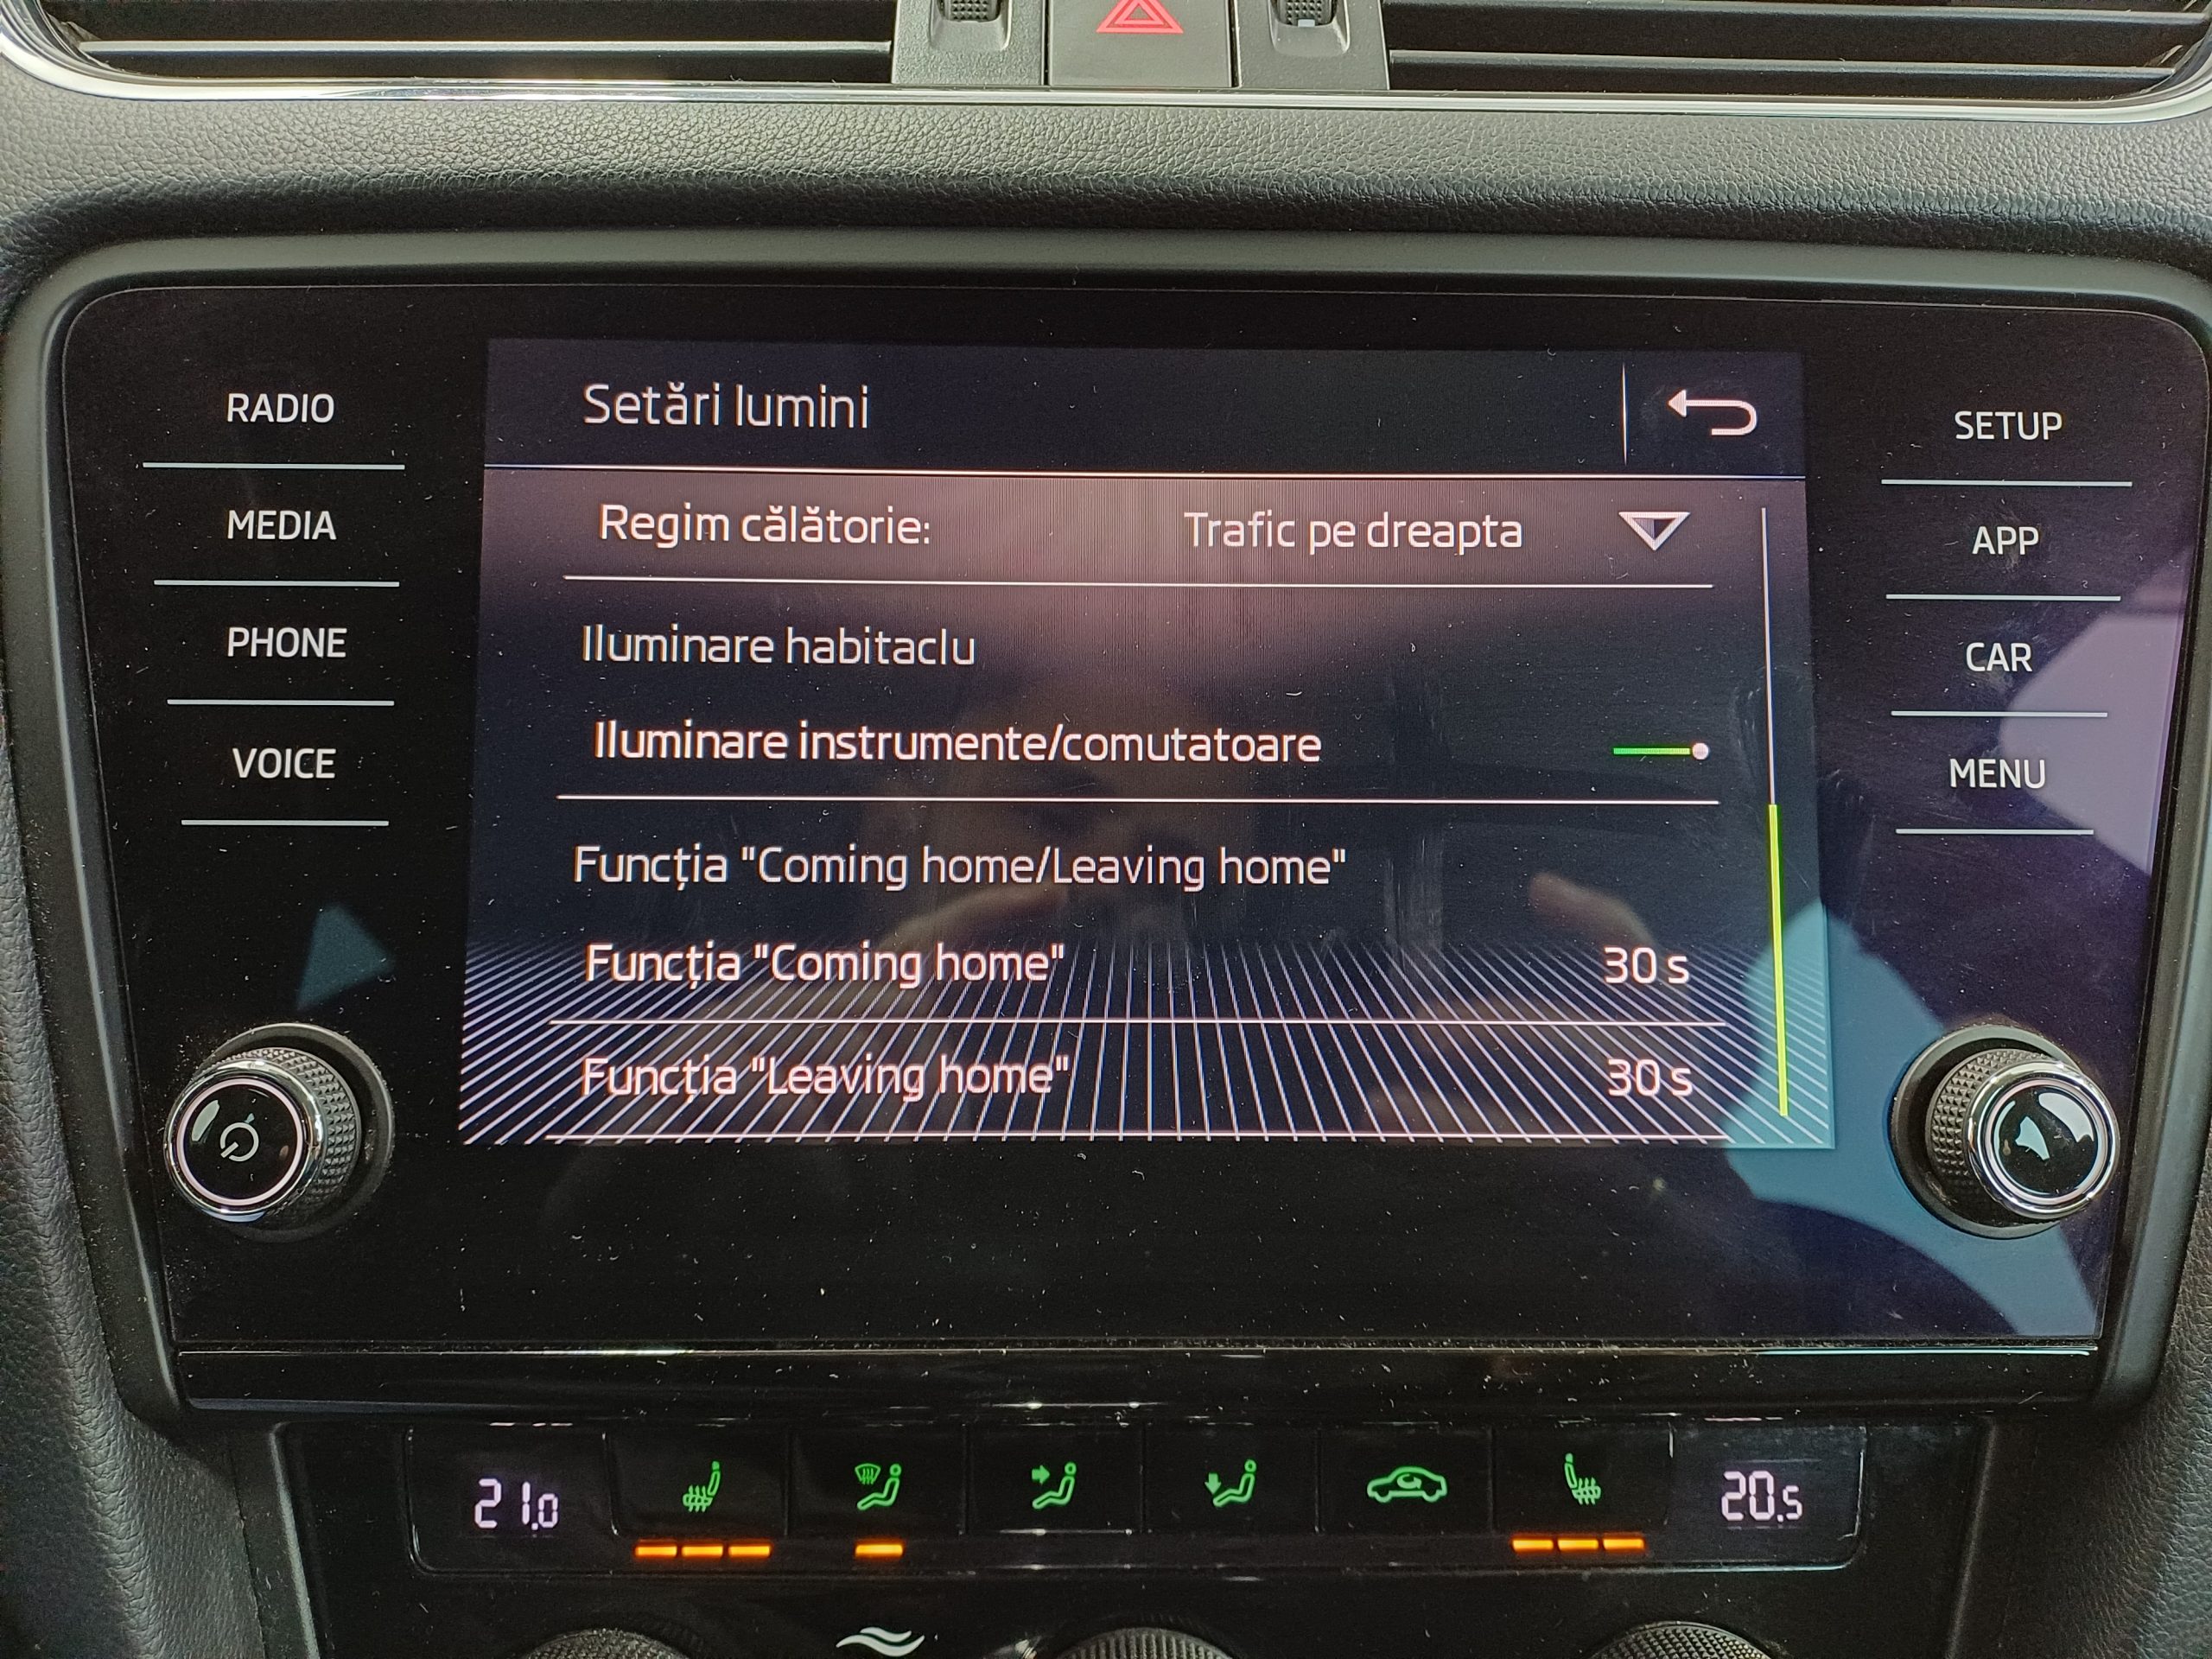 RADIO
MEDIA
PHONE
VOICE
Setări lumini
Regim călătorie: Trafic pe dreapta
Iluminare habitaclu
Iluminare instrumente/comutatoare
Funcția "Coming home/Leaving home"
Funcția "Coming home" 30 s
Funcția "Leaving home" 30 s
SETUP
APP
CAR
MENU
21.0
20.5